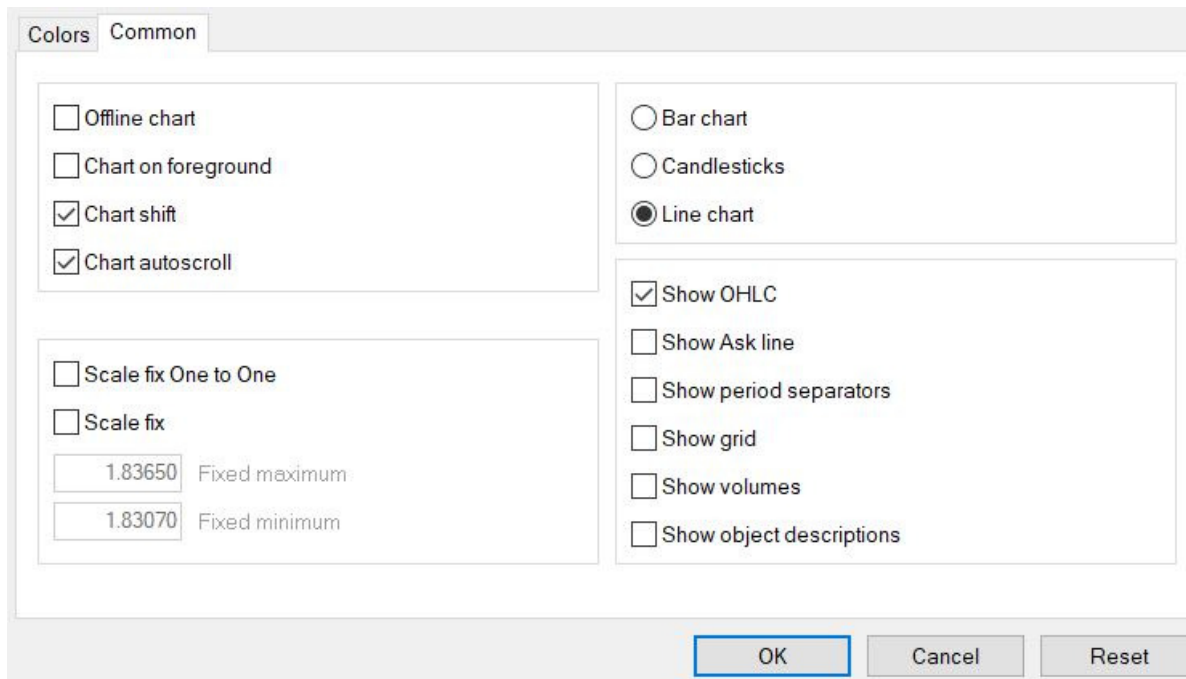 Colors
Common
Offline chart
Chart on foreground
Chart shift
Chart autoscroll
Scale fix One to One
Scale fix
1.83650 Fixed maximum
1.83070 Fixed minimum
Bar chart
Candlesticks
Line chart
Show OHLC
Show Ask line
Show period separators
Show grid
Show volumes
Show object descriptions
OK
Cancel
Reset